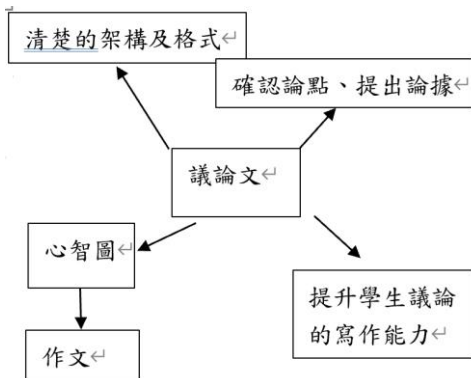 清楚的架構及格式
確認論點、提出論據
議論文
心智圖
提升學生議論
的寫作能力
作文